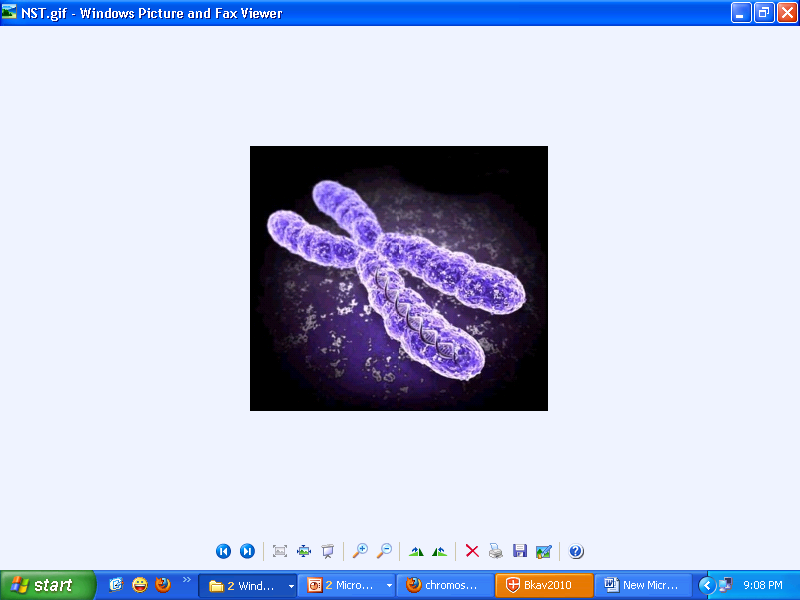 NST.gif - Windows Picture and Fax Viewer
start
2 Wind...
2 Micro...
chromos...
Bkav2010
New Micr...
9:08 PM